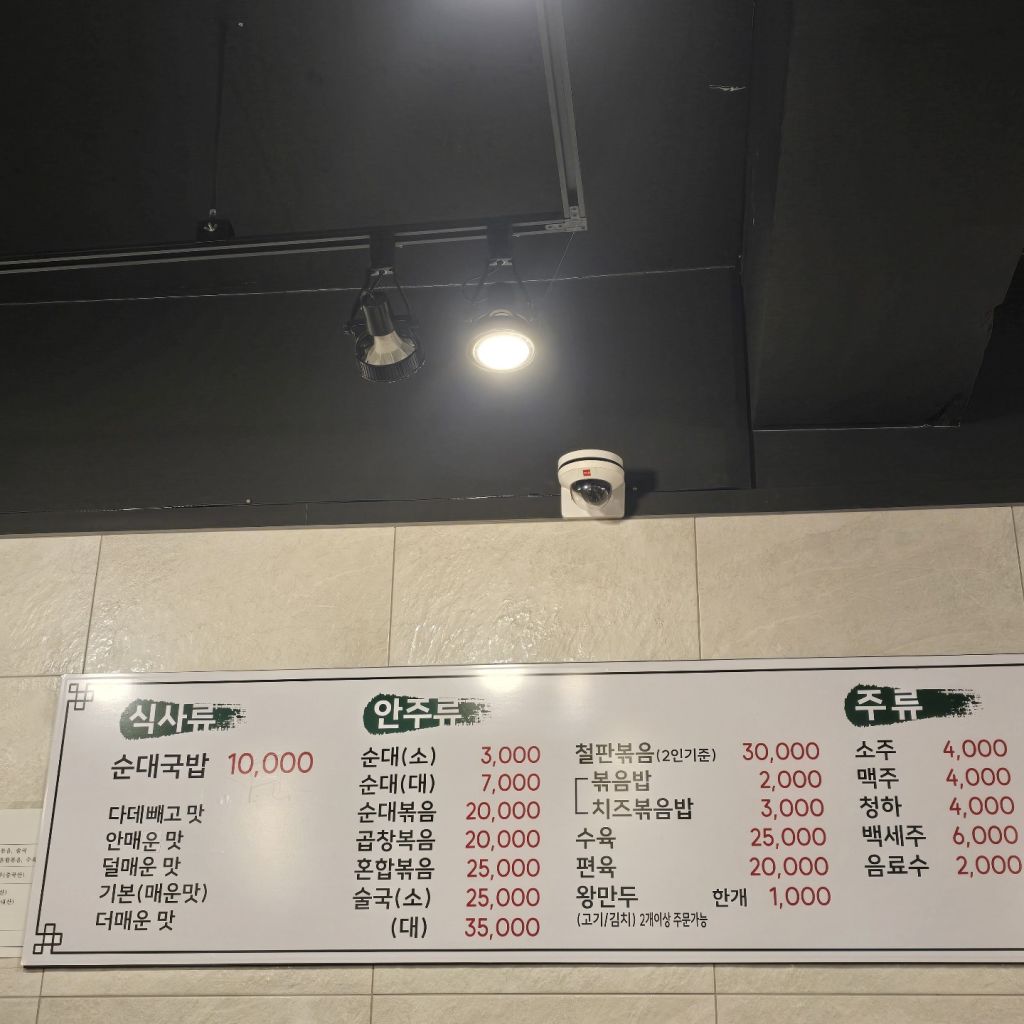 식사류
순대국밥 10,000
다데빼고 맛
안매운 맛
덜매운 맛
기본(매운맛)
더매운 맛
안주류
순대(소) 3,000
순대(대) 7,000
순대볶음 20,000
곱창볶음 20,000
혼합볶음 25,000
술국(소) 25,000
(대) 35,000
철판볶음(2인기준) 30,000
볶음밥 2,000
치즈볶음밥 3,000
수육 25,000
편육 20,000
왕만두 한개 1,000
(고기/김치) 2개이상 주문가능
주류
소주 4,000
맥주 4,000
청하 4,000
백세주 6,000
음료수 2,000